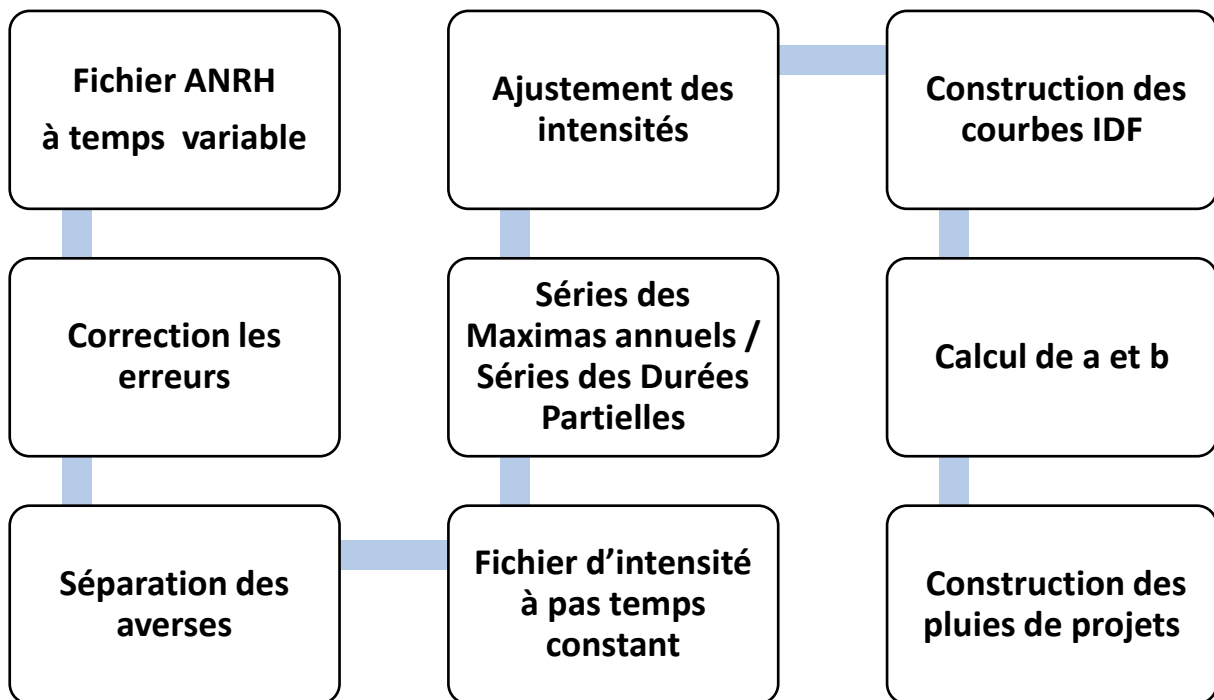 Fichier ANRH
à temps variable
Correction les
erreurs
Séparation des
averses
Fichier d’intensité
à pas temps
constant
Séries des
Maximas annuels /
Séries des Durées
Partielles
Ajustement des
intensités
Construction des
courbes IDF
Calcul de a et b
Construction des
pluies de projets